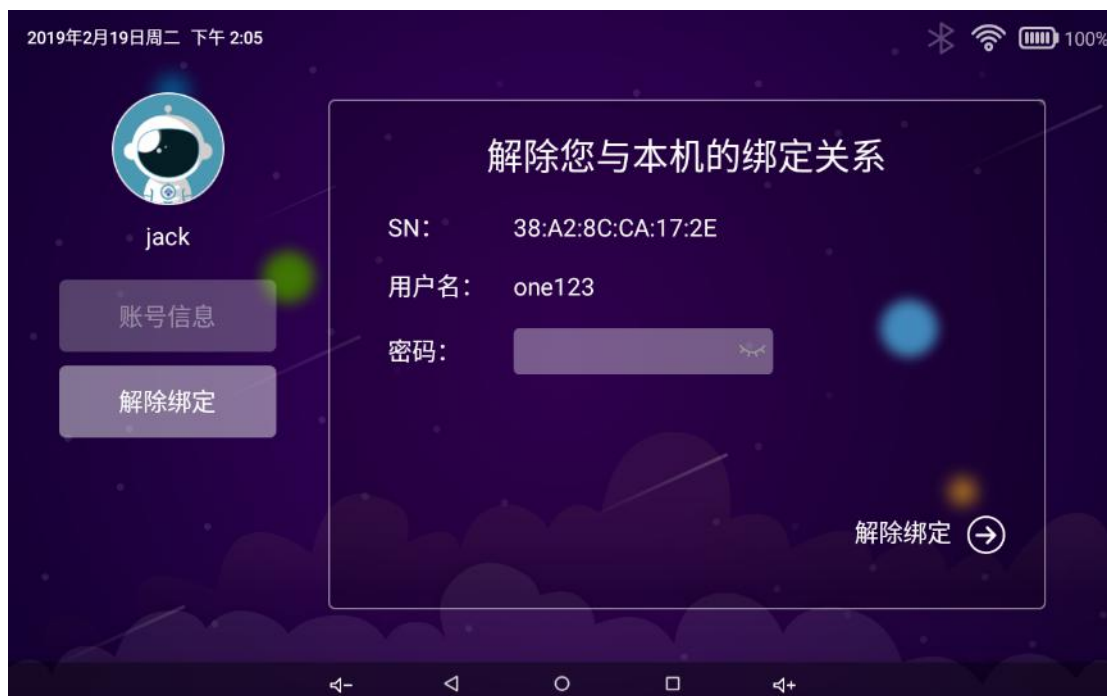 2019年2月19日周二 下午 2:05
100%
jack
账号信息
解除绑定
解除您与本机的绑定关系
SN： 38:A2:8C:CA:17:2E
用户名： one123
密码：
解除绑定